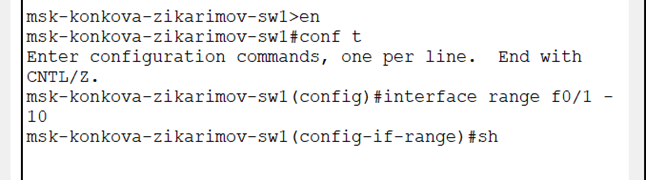 msk-konkova-zikarimov-sw1>en
msk-konkova-zikarimov-sw1#conf t
Enter configuration commands, one per line.  End with
CNTL/Z.
msk-konkova-zikarimov-sw1(config)#interface range f0/1 -
10
msk-konkova-zikarimov-sw1(config-if-range)#sh